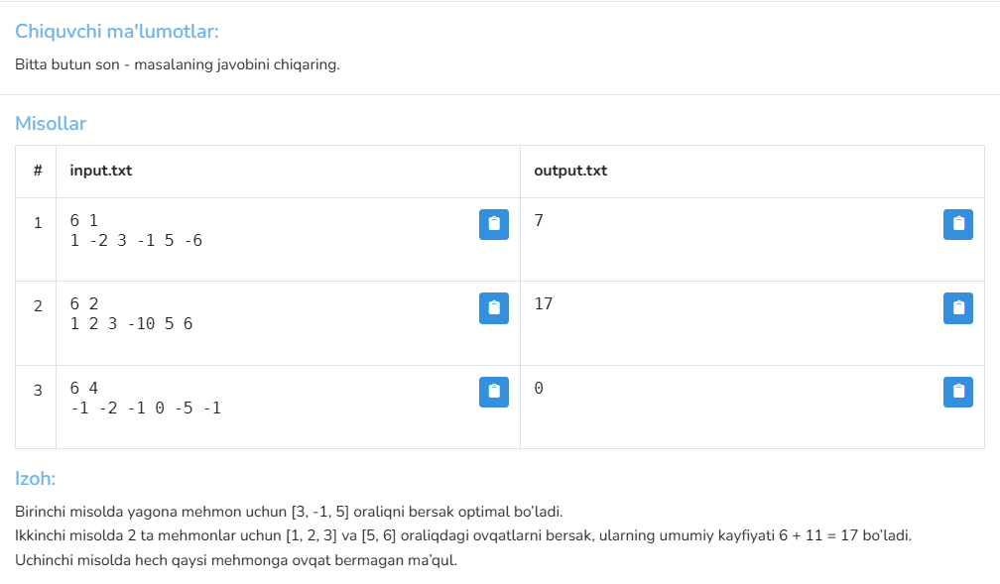 Chiquvchi ma'lumotlar:
Bitta butun son - masalaning javobini chiqaring.
Misollar
# input.txt output.txt
1 6 1 7
1 -2 3 -1 5 -6
2 6 2 17
1 2 3 -10 5 6
3 6 4 0
-1 -2 -1 0 -5 -1
Izoh:
Birinchi misolda yagona mehmon uchun [3, -1, 5] oraliqni bersak optimal bo’ladi.
Ikkinchi misolda 2 ta mehmonlar uchun [1, 2, 3] va [5, 6] oraliqdagi ovqatlarni bersak, ularning umumiy kayfiyati 6 + 11 = 17 bo’ladi.
Uchinchi misolda hech qaysi mehmonga ovqat bermagan ma’qul.